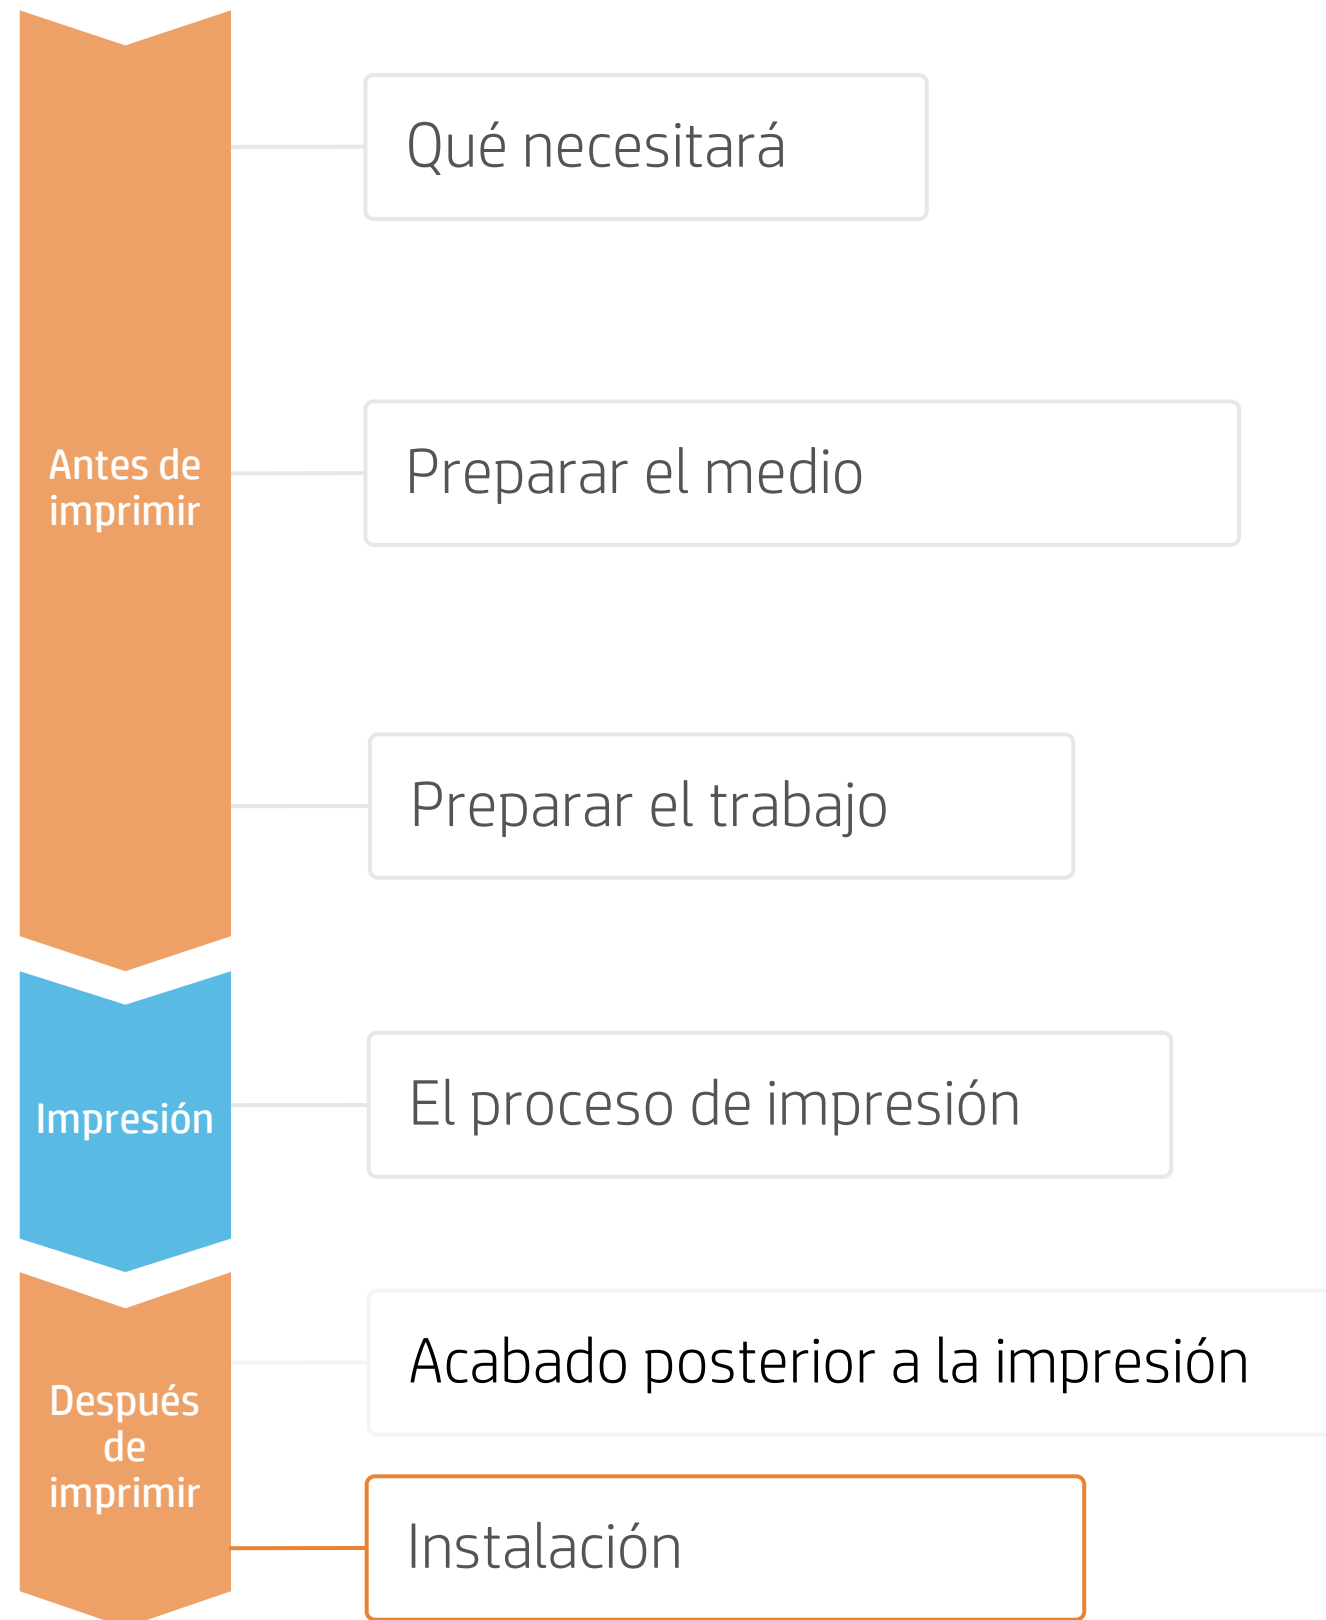 Qué necesitará
Antes de
imprimir
Preparar el medio
Preparar el trabajo
Impresión
El proceso de impresión
Después
de
imprimir
Acabado posterior a la impresión
Instalación